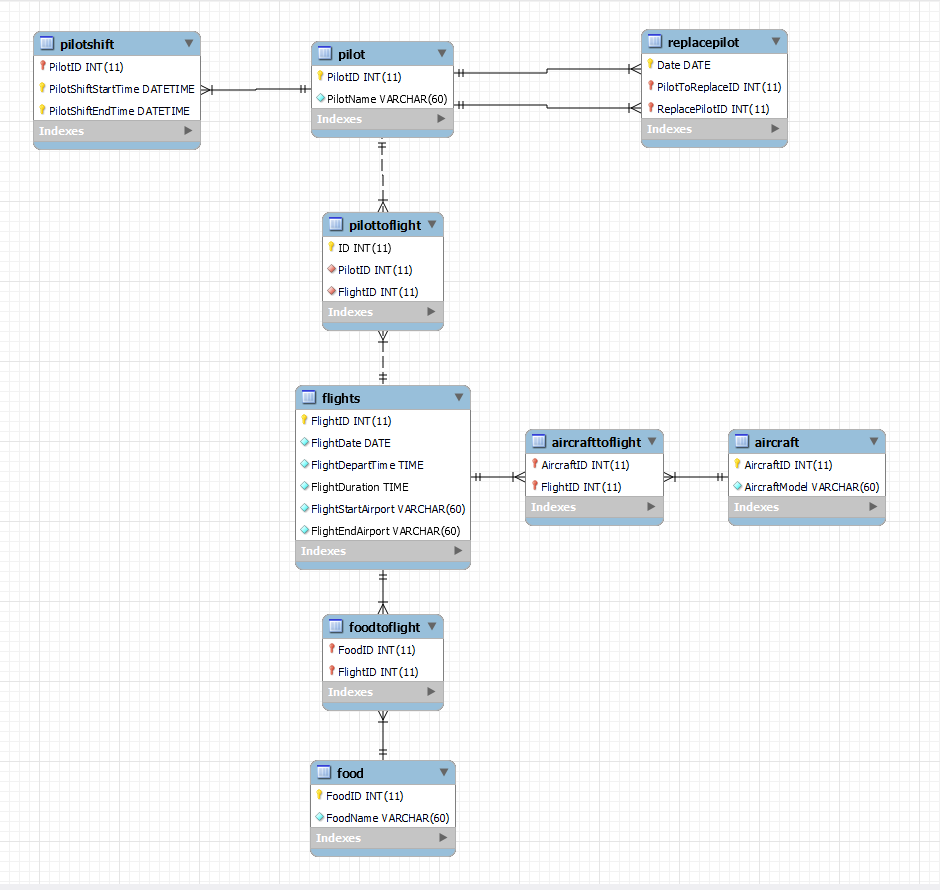 pilotshift
PilotID INT(11)
PilotShiftStartTime DATETIME
PilotShiftEndTime DATETIME
Indexes
pilot
PilotID INT(11)
PilotName VARCHAR(60)
Indexes
replacepilot
Date DATE
PilotToReplaceID INT(11)
ReplacePilotID INT(11)
Indexes
pilottoflight
ID INT(11)
PilotID INT(11)
FlightID INT(11)
Indexes
flights
FlightID INT(11)
FlightDate DATE
FlightDepartTime TIME
FlightDuration TIME
FlightStartAirport VARCHAR(60)
FlightEndAirport VARCHAR(60)
Indexes
aircrafttoflight
AircraftID INT(11)
FlightID INT(11)
Indexes
aircraft
AircraftID INT(11)
AircraftModel VARCHAR(60)
Indexes
foodtoflight
FoodID INT(11)
FlightID INT(11)
Indexes
food
FoodID INT(11)
FoodName VARCHAR(60)
Indexes